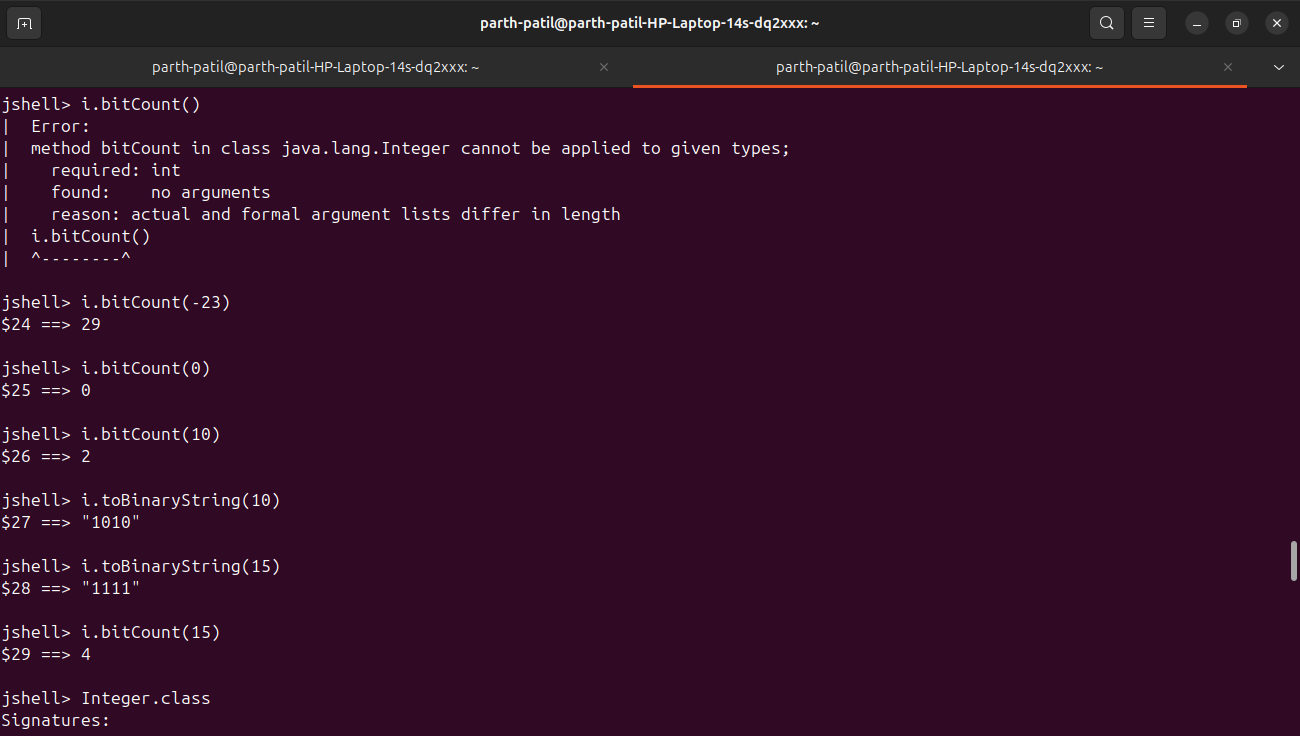 parth-patil@parth-patil-HP-Laptop-14s-dq2xxx: ~
parth-patil@parth-patil-HP-Laptop-14s-dq2xxx: ~
parth-patil@parth-patil-HP-Laptop-14s-dq2xxx: ~
jshell> i.bitCount()
|  Error:
|  method bitCount in class java.lang.Integer cannot be applied to given types;
|    required: int
|    found:    no arguments
|    reason: actual and formal argument lists differ in length
|  i.bitCount()
|  ^--------^
jshell> i.bitCount(-23)
$24 ==> 29
jshell> i.bitCount(0)
$25 ==> 0
jshell> i.bitCount(10)
$26 ==> 2
jshell> i.toBinaryString(10)
$27 ==> "1010"
jshell> i.toBinaryString(15)
$28 ==> "1111"
jshell> i.bitCount(15)
$29 ==> 4
jshell> Integer.class
Signatures: